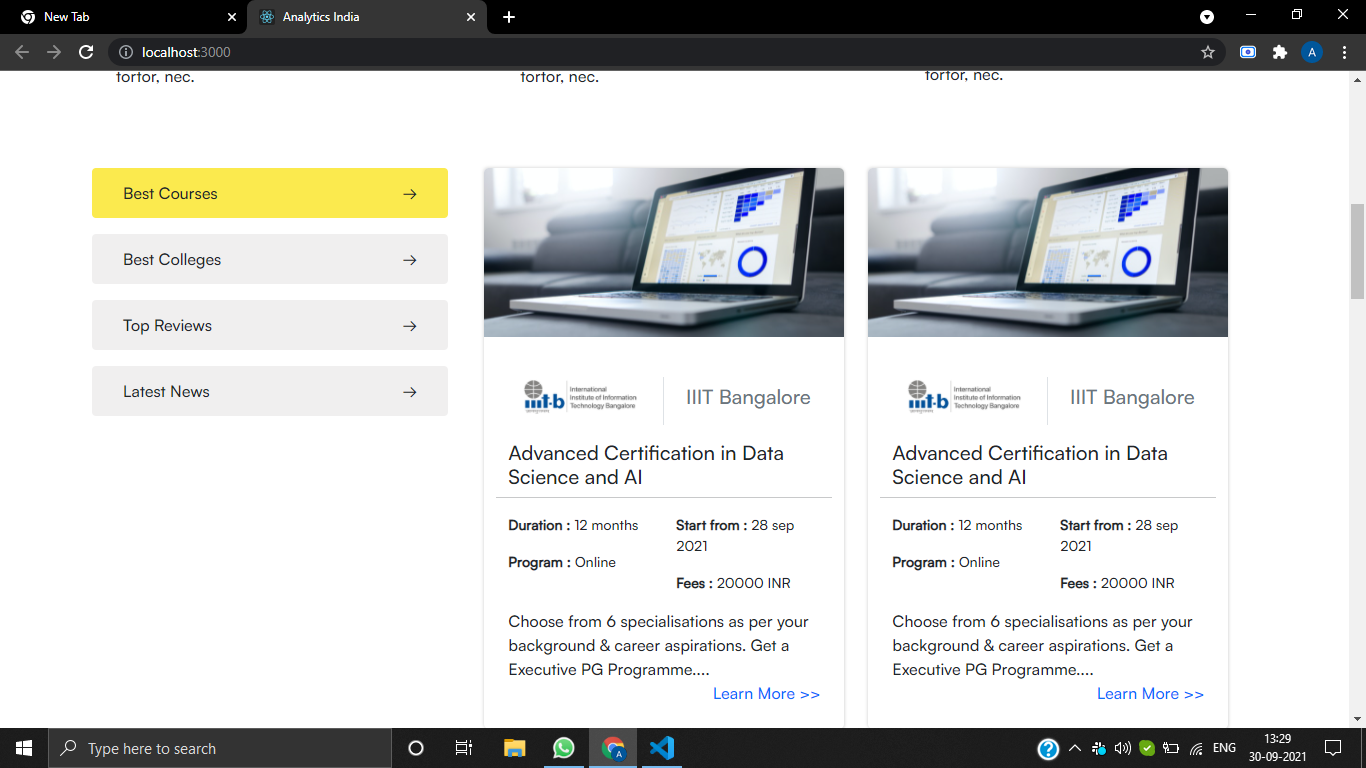 New Tab
Analytics India
localhost:3000
A
tortor, nec.
tortor, nec.
tortor, nec.
Best Courses →
Best Colleges →
Top Reviews →
Latest News →
iiit-b
International
Institute of Information
Technology Bangalore
IIIT Bangalore
Advanced Certification in Data
Science and AI
Duration : 12 months
Program : Online
Start from : 28 sep
2021
Fees : 20000 INR
Choose from 6 specialisations as per your
background & career aspirations. Get a
Executive PG Programme....
Learn More >>
iiit-b
International
Institute of Information
Technology Bangalore
IIIT Bangalore
Advanced Certification in Data
Science and AI
Duration : 12 months
Program : Online
Start from : 28 sep
2021
Fees : 20000 INR
Choose from 6 specialisations as per your
background & career aspirations. Get a
Executive PG Programme....
Learn More >>
Type here to search
A
ENG
13:29
30-09-2021